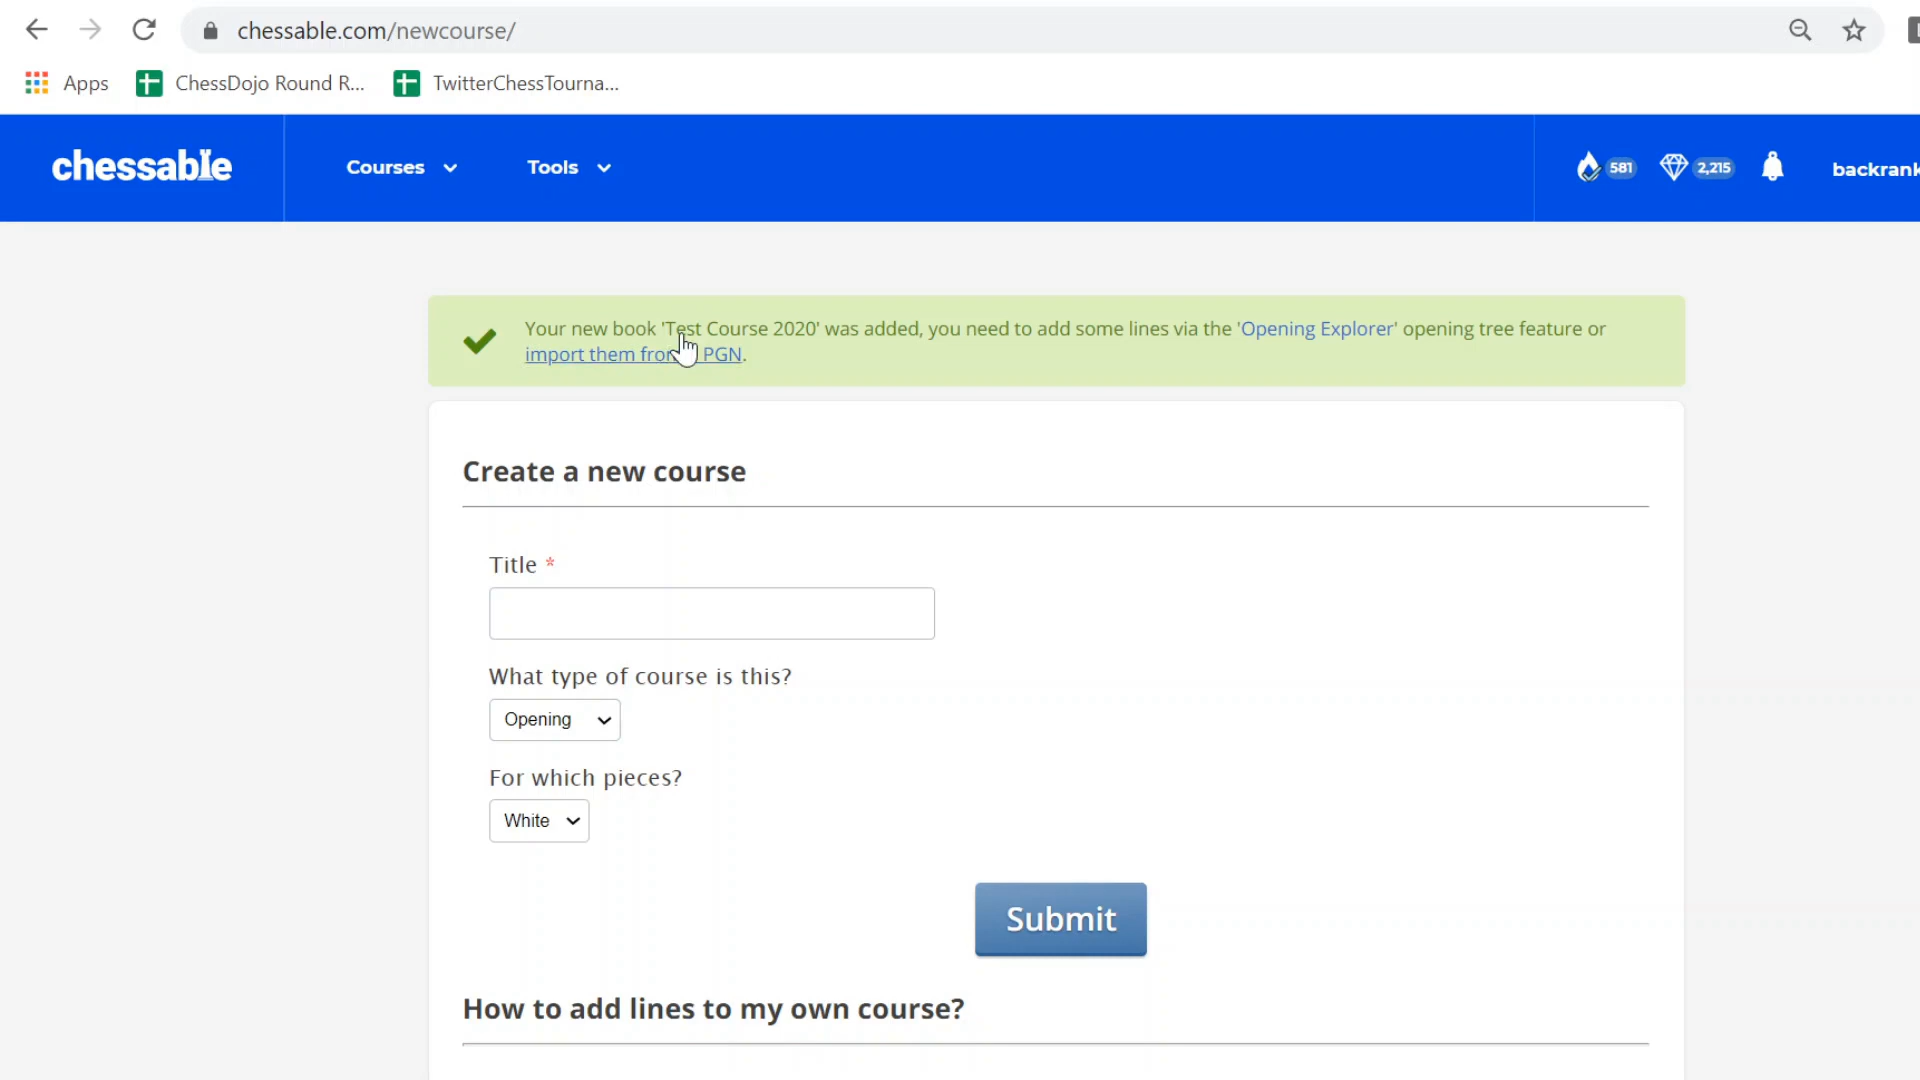 chessable.com/newcourse/
Apps
ChessDojo Round R...
TwitterChessTourna...
chessable
Courses
Tools
581
2,215
backrank
Your new book 'Test Course 2020' was added, you need to add some lines via the 'Opening Explorer' opening tree feature or
import them from PGN.
Create a new course
Title *
What type of course is this?
Opening
For which pieces?
White
Submit
How to add lines to my own course?